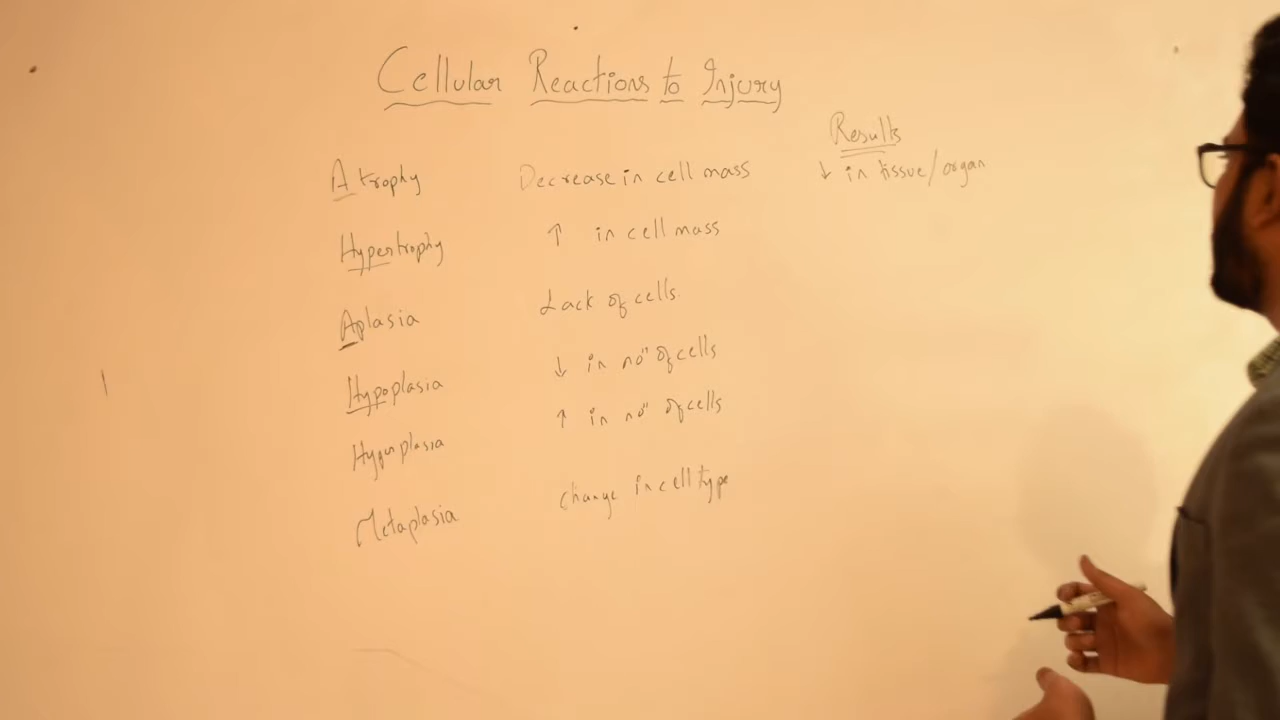 Cellular Reactions to Injury
Results
Atrophy Decrease in cell mass ↓ in tissue/organ
Hypertrophy ↑ in cell mass
Aplasia Lack of cells.
Hypoplasia ↓ in no" of cells
Hyperplasia ↑ in no" of cells
Metaplasia change in cell type